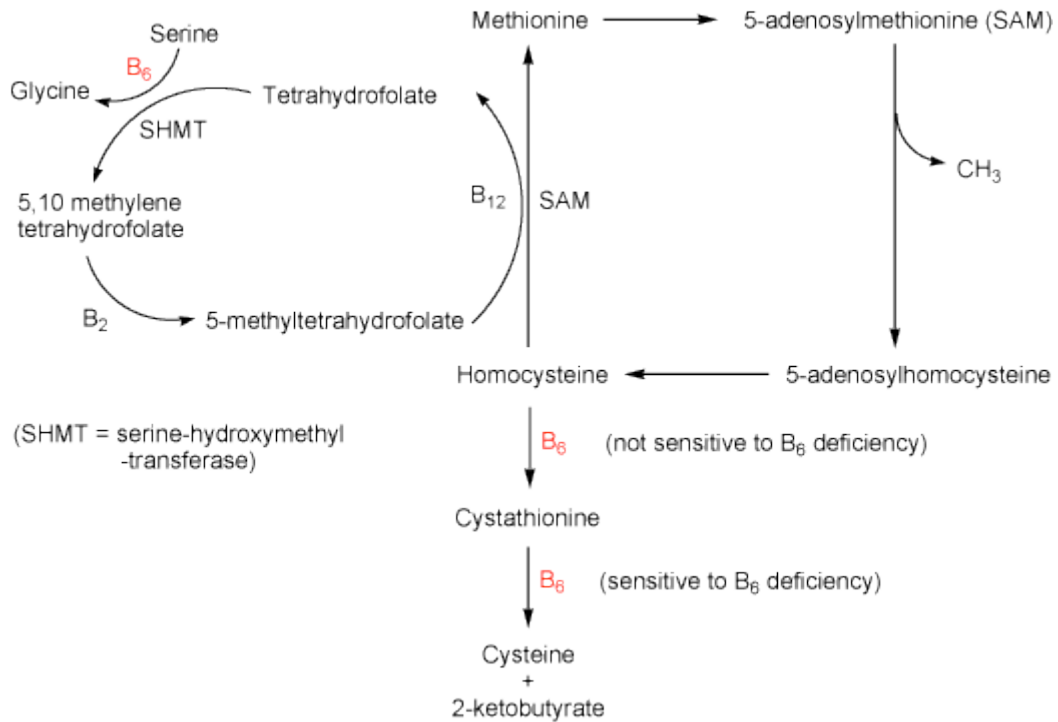 Methionine
5-adenosylmethionine (SAM)
Serine
B6
Glycine
Tetrahydrofolate
SHMT
CH3
5,10 methylene
tetrahydrofolate
B12
SAM
B2
5-methyltetrahydrofolate
Homocysteine
5-adenosylhomocysteine
(SHMT = serine-hydroxymethyl
-transferase)
B6
(not sensitive to B6 deficiency)
Cystathionine
B6
(sensitive to B6 deficiency)
Cysteine
+
2-ketobutyrate